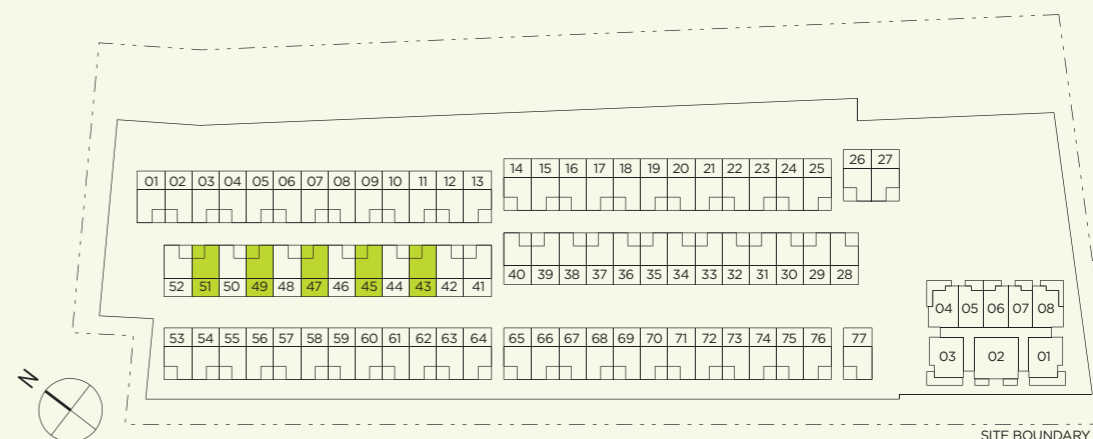 01 02 03 04 05 06 07 08 09 10 11 12 13
14 15 16 17 18 19 20 21 22 23 24 25
26 27
52 51 50 49 48 47 46 45 44 43 42 41
40 39 38 37 36 35 34 33 32 31 30 29 28
53 54 55 56 57 58 59 60 61 62 63 64
65 66 67 68 69 70 71 72 73 74 75 76
77
04 05 06 07 08
03 02 01
N
SITE BOUNDARY